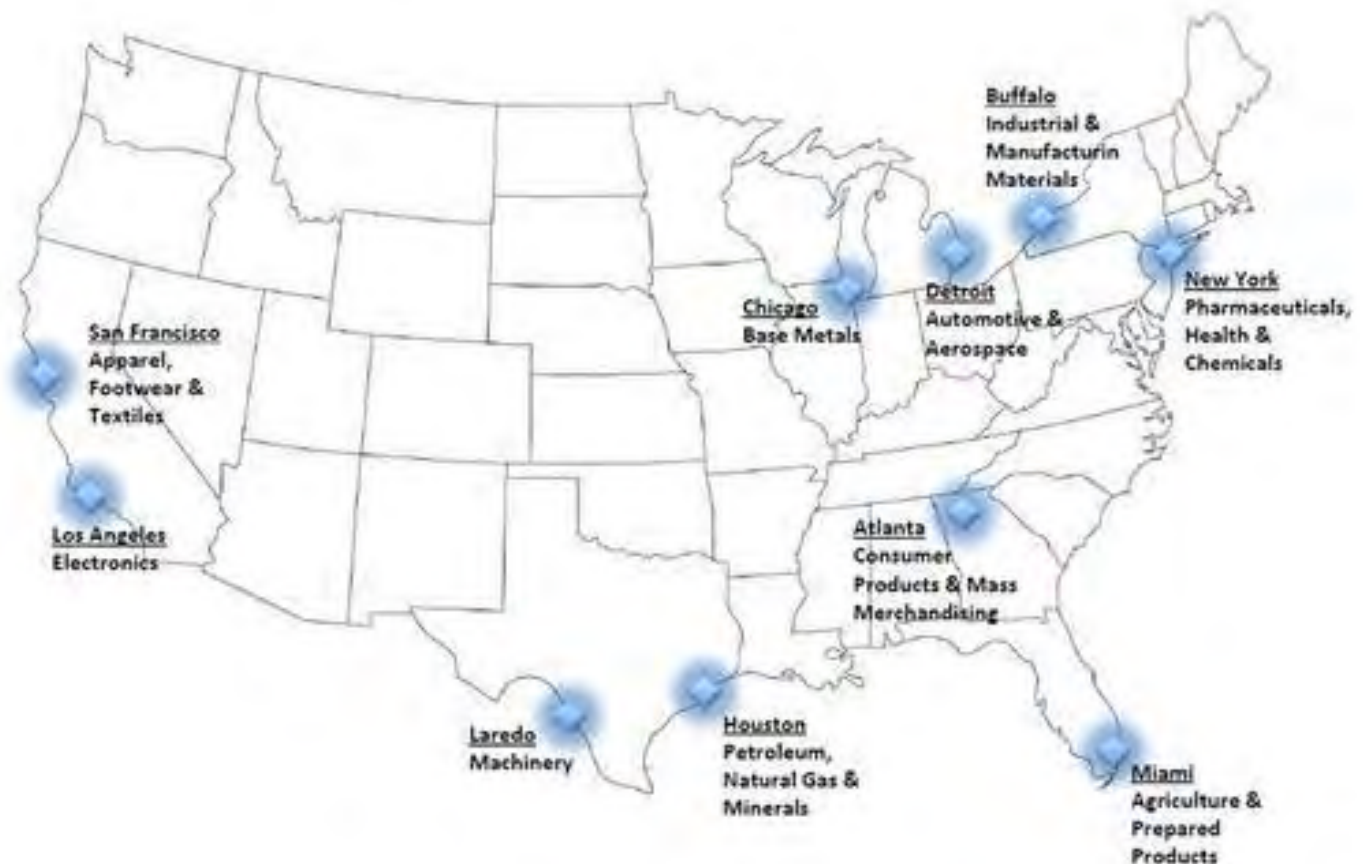 Buffalo
Industrial &
Manufacturin
Materials
New York
Pharmaceuticals,
Health &
Chemicals
Detroit
Automotive &
Aerospace
Chicago
Base Metals
San Francisco
Apparel,
Footwear &
Textiles
Los Angeles
Electronics
Atlanta
Consumer
Products & Mass
Merchandising
Laredo
Machinery
Houston
Petroleum,
Natural Gas &
Minerals
Miami
Agriculture &
Prepared
Products